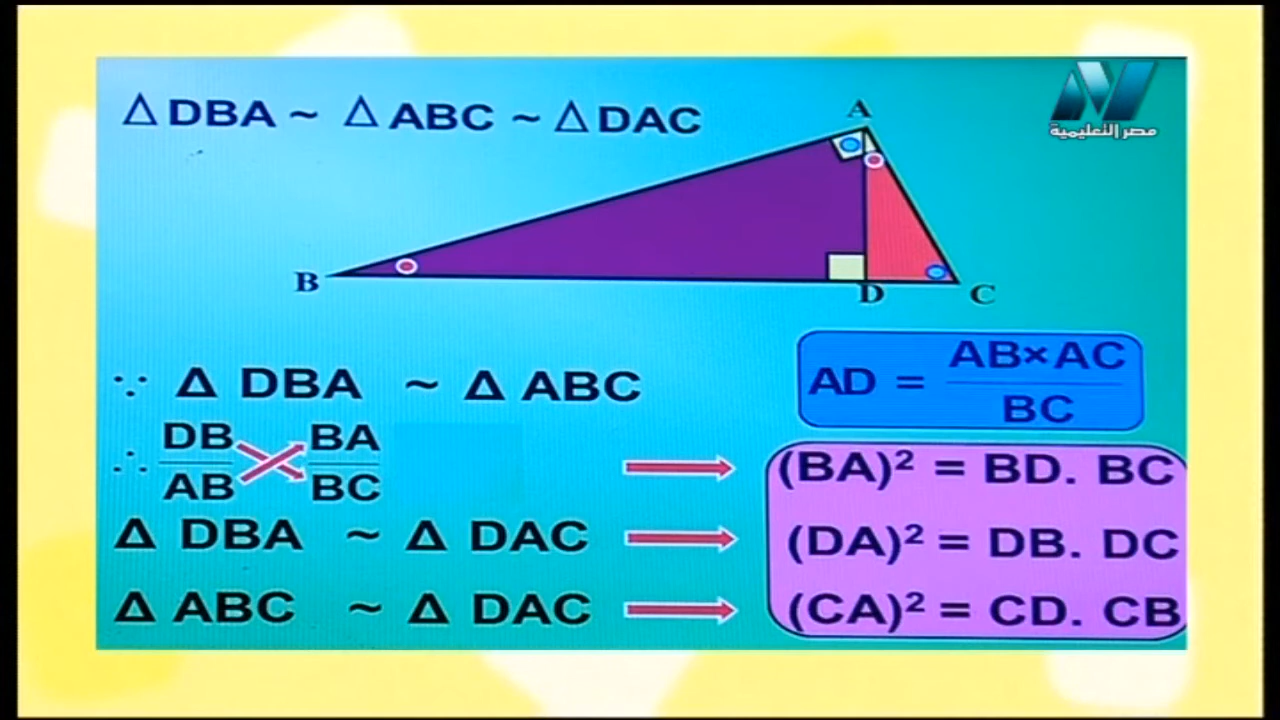 △ DBA ~ △ ABC ~ △ DAC
مصر التعليمية
A
B
D
C
∵ Δ DBA ~ Δ ABC
AD = AB×AC / BC
∴ DB / AB BA / BC
(BA)² = BD. BC
Δ DBA ~ Δ DAC
(DA)² = DB. DC
Δ ABC ~ Δ DAC
(CA)² = CD. CB